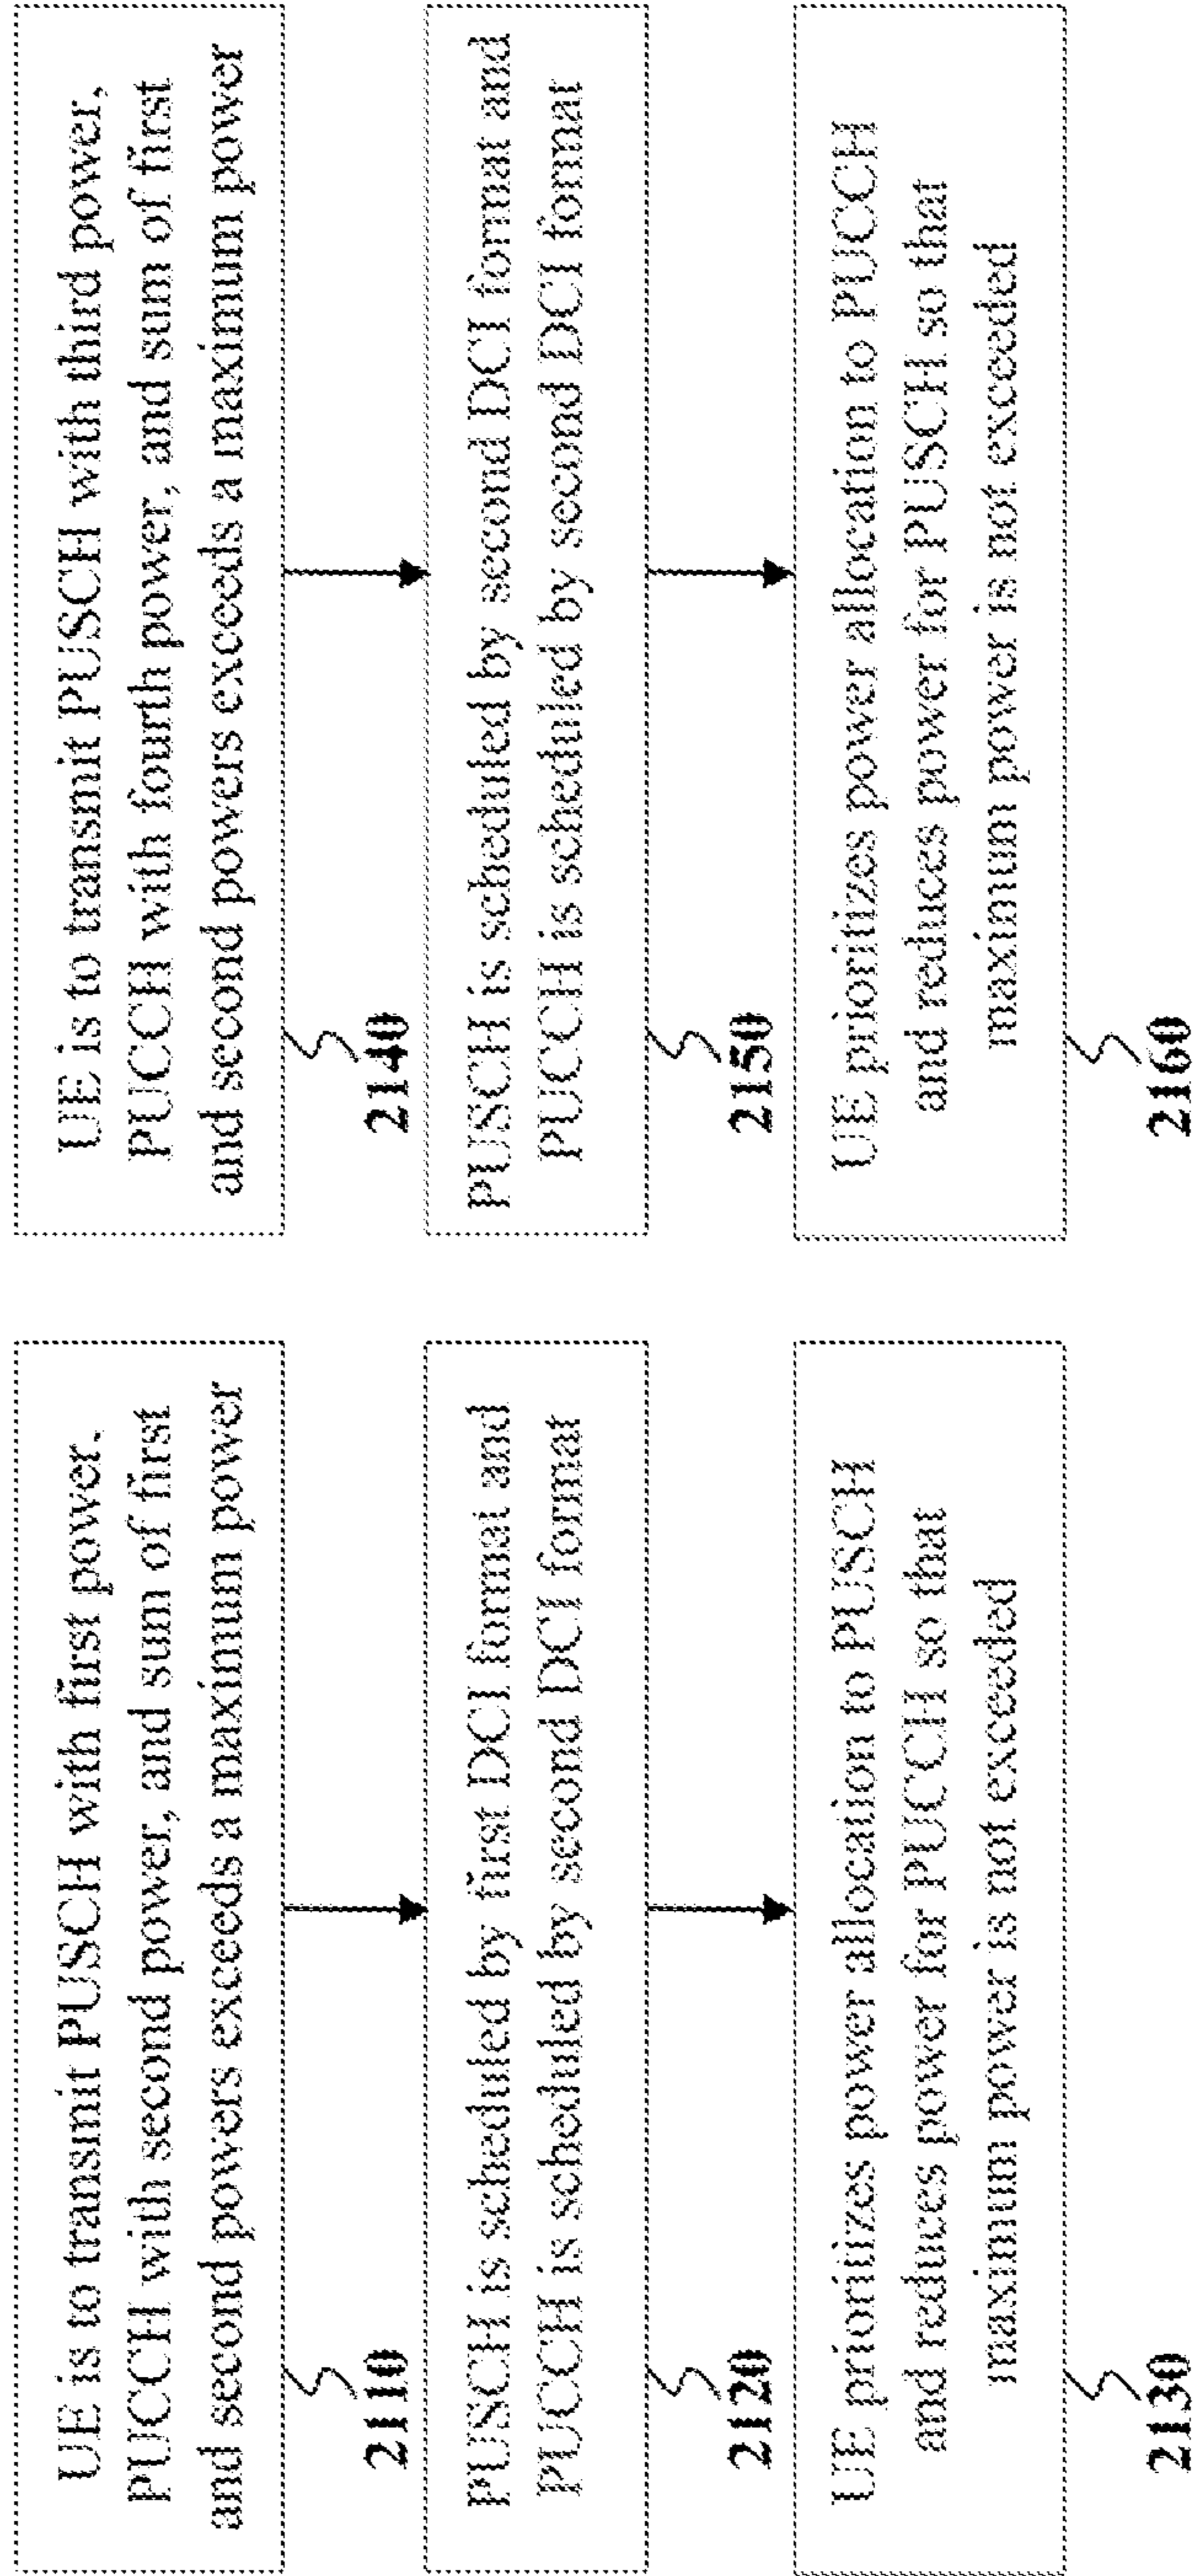 UE is to transmit PUSCH with first power,
PUCCH with second power, and sum of first
and second powers exceeds a maximum power
2110
PUSCH is scheduled by first DCI format and
PUCCH is scheduled by second DCI format
2120
UE prioritizes power allocation to PUSCH
and reduces power for PUCCH so that
maximum power is not exceeded
2130
UE is to transmit PUSCH with third power,
PUCCH with fourth power, and sum of first
and second powers exceeds a maximum power
2140
PUSCH is scheduled by second DCI format and
PUCCH is scheduled by second DCI format
2150
UE prioritizes power allocation to PUCCH
and reduces power for PUSCH so that
maximum power is not exceeded
2160